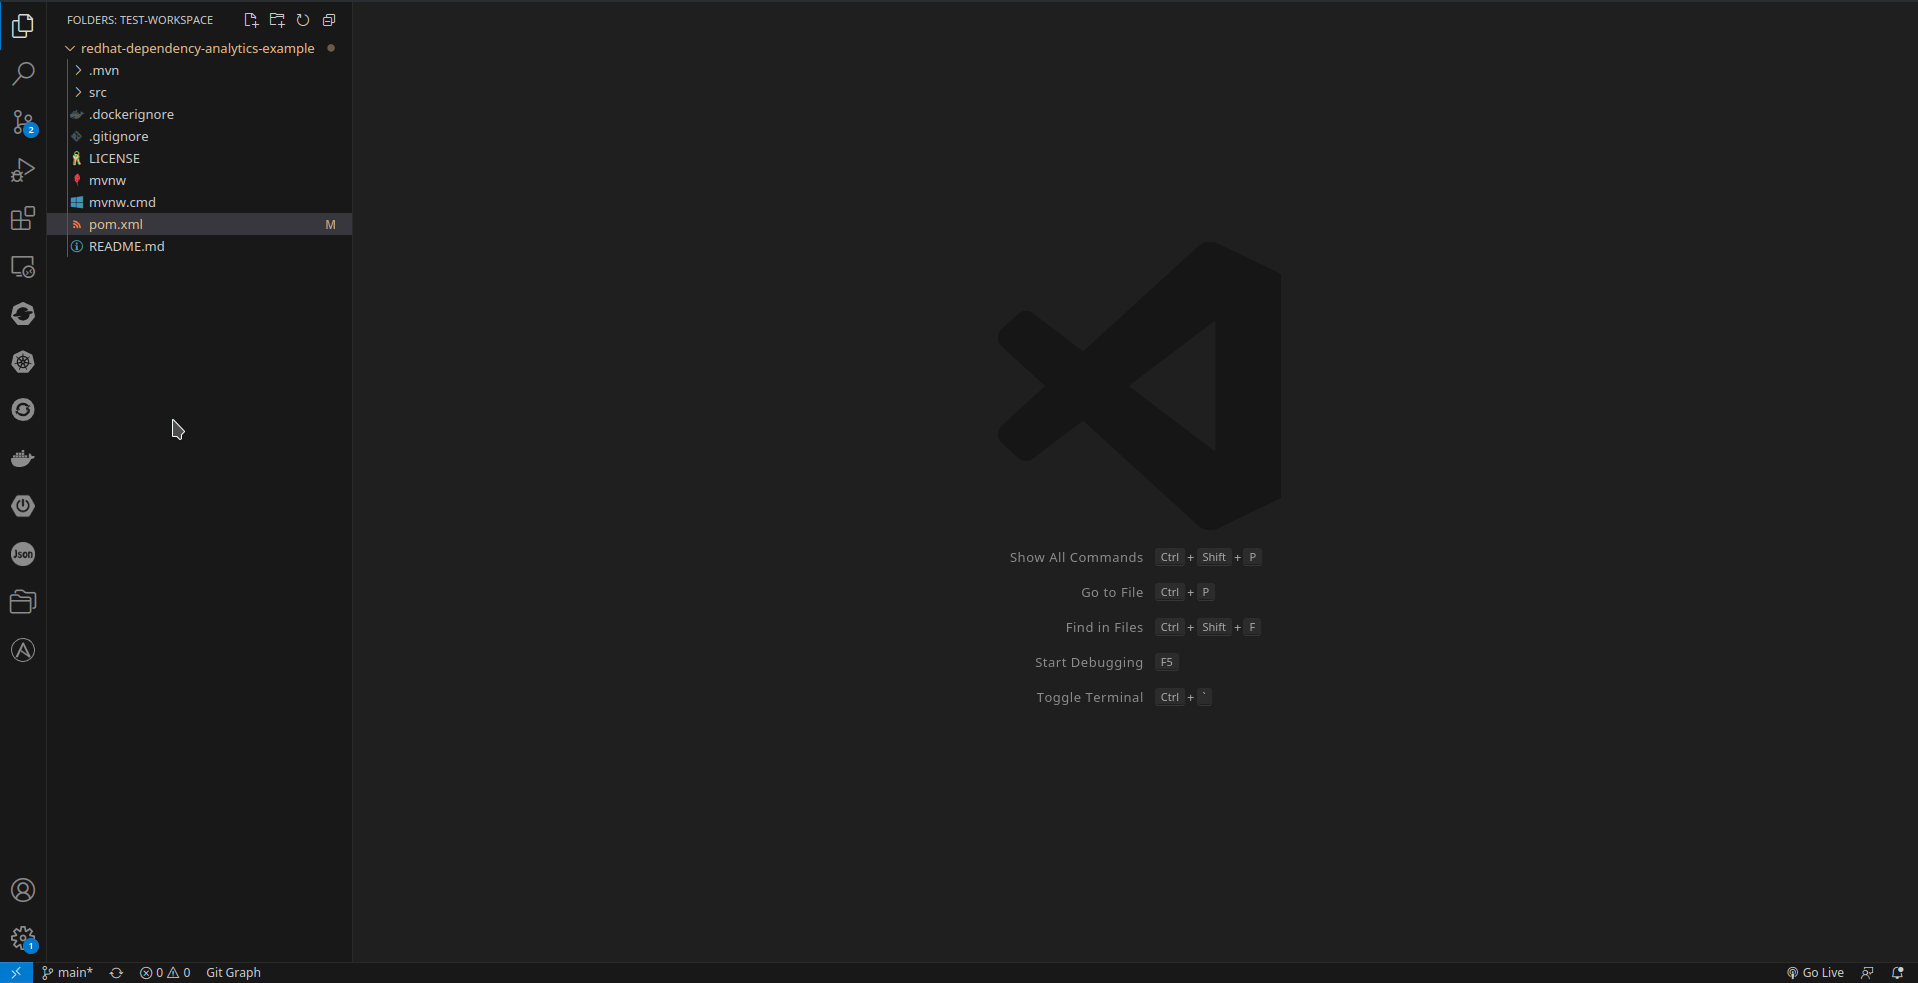 FOLDERS: TEST-WORKSPACE
redhat-dependency-analytics-example
.mvn
src
.dockerignore
.gitignore
LICENSE
mvnw
mvnw.cmd
pom.xml M
README.md
2
Json
1
Show All Commands Ctrl + Shift + P
Go to File Ctrl + P
Find in Files Ctrl + Shift + F
Start Debugging F5
Toggle Terminal Ctrl + `
main* 0 0 Git Graph Go Live